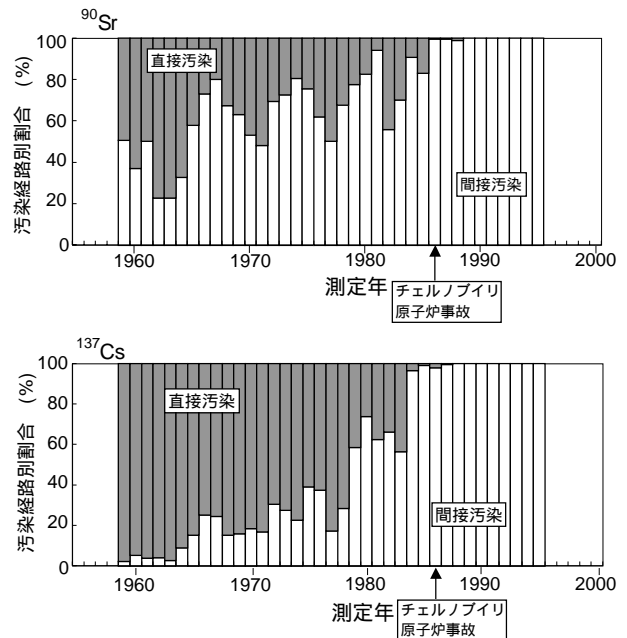 ⁹⁰Sr
汚染経路別割合 (%)
100
80
60
40
20
0
直接汚染
間接汚染
1960 1970 1980 1990 2000
測定年
チェルノブイリ
原子炉事故
¹³⁷Cs
汚染経路別割合 (%)
100
80
60
40
20
0
直接汚染
間接汚染
1960 1970 1980 1990 2000
測定年
チェルノブイリ
原子炉事故